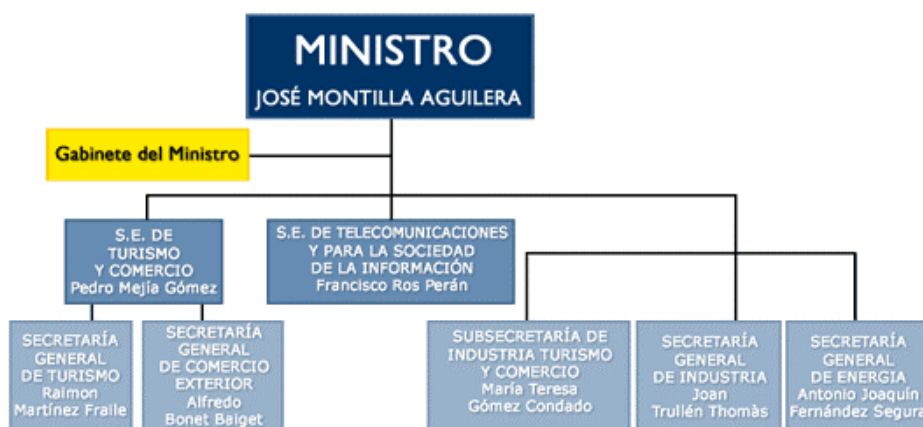 MINISTRO
JOSÉ MONTILLA AGUILERA
Gabinete del Ministro
S.E. DE
TURISMO
Y COMERCIO
Pedro Mejía Gómez
S.E. DE TELECOMUNICACIONES
Y PARA LA SOCIEDAD
DE LA INFORMACIÓN
Francisco Ros Perán
SECRETARÍA
GENERAL
DE TURISMO
Raimon
Martínez Fraile
SECRETARÍA
GENERAL
DE COMERCIO
EXTERIOR
Alfredo
Bonet Baiget
SUBSECRETARÍA DE
INDUSTRIA TURISMO
Y COMERCIO
María Teresa
Gómez Condado
SECRETARÍA
GENERAL
DE INDUSTRIA
Joan
Trullén Thomàs
SECRETARÍA
GENERAL
DE ENERGIA
Antonio Joaquín
Fernández Segura